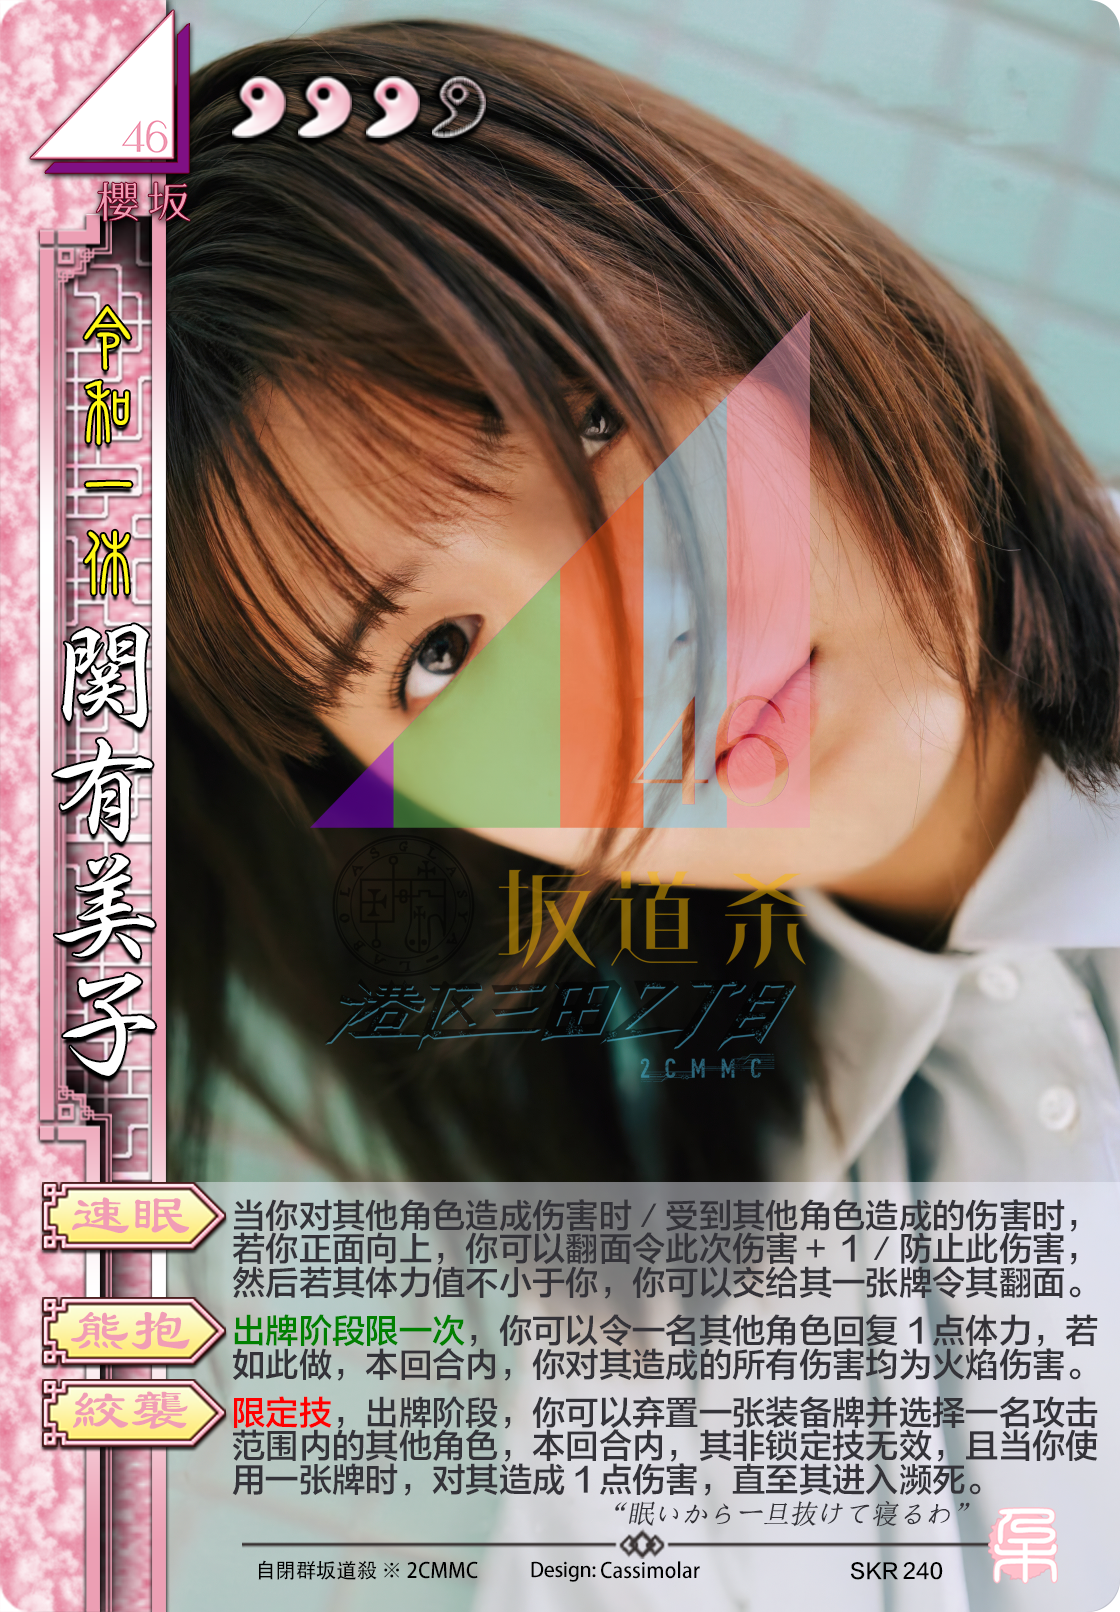 46
櫻坂
令和一休
関有美子
46
坂道杀
港区三田乙丁目
2CMMC
速眠
当你对其他角色造成伤害时／受到其他角色造成的伤害时，
若你正面向上，你可以翻面令此次伤害＋１／防止此伤害，
然后若其体力值不小于你，你可以交给其一张牌令其翻面。
熊抱
出牌阶段限一次，你可以令一名其他角色回复１点体力，若
如此做，本回合内，你对其造成的所有伤害均为火焰伤害。
絞襲
限定技，出牌阶段，你可以弃置一张装备牌并选择一名攻击
范围内的其他角色，本回合内，其非锁定技无效，且当你使
用一张牌时，对其造成１点伤害，直至其进入濒死。
“眠いから一旦抜けて寝るわ”
自閉群坂道殺 ※ 2CMMC
Design: Cassimolar
SKR 240